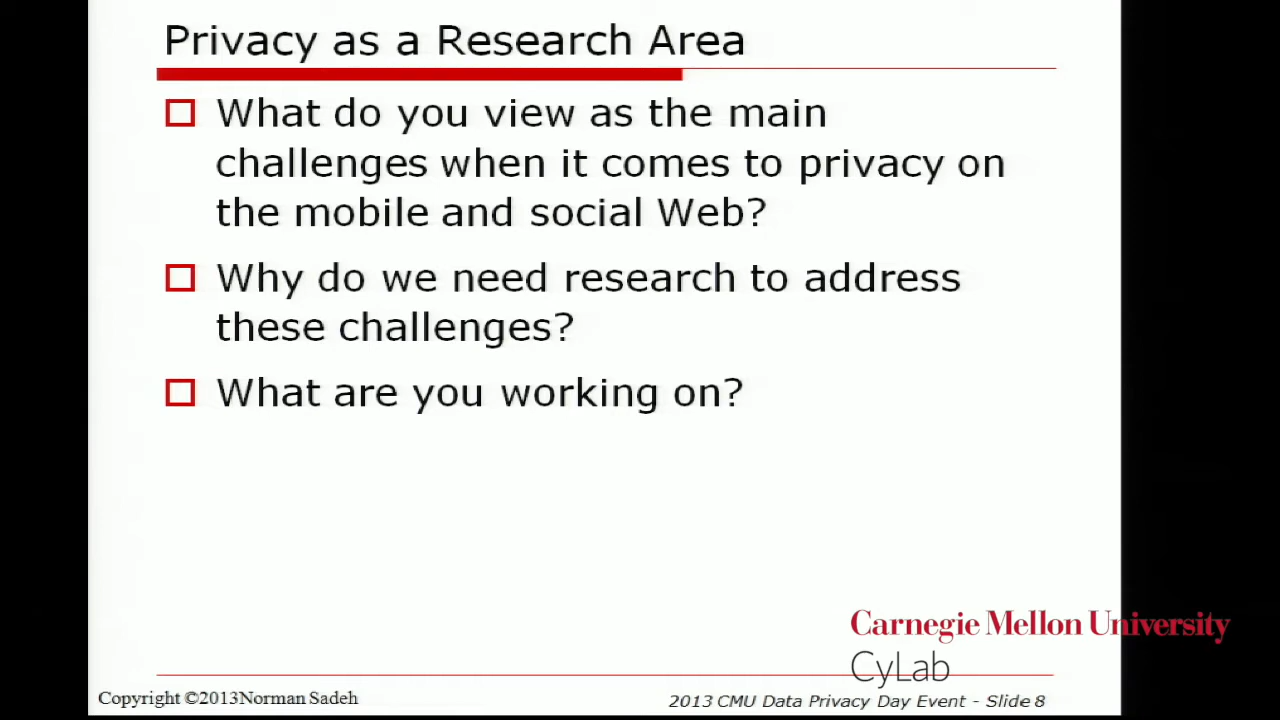 Privacy as a Research Area
What do you view as the main
challenges when it comes to privacy on
the mobile and social Web?
Why do we need research to address
these challenges?
What are you working on?
Carnegie Mellon University
CyLab
Copyright ©2013Norman Sadeh
2013 CMU Data Privacy Day Event - Slide 8